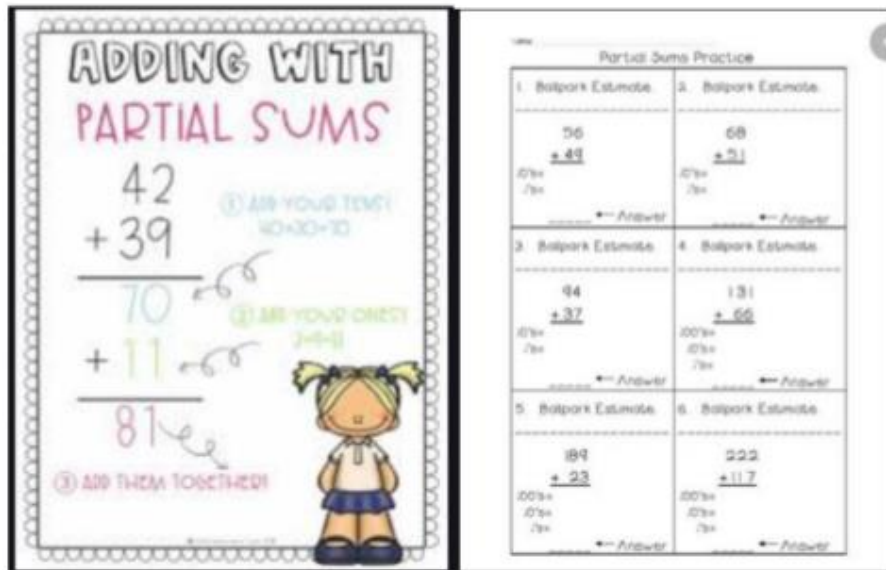 ADDING WITH
PARTIAL SUMS
42
+ 39
① ADD YOUR TENS!
40+30=70
70
② ADD YOUR ONES!
2+9=11
+ 11
81
③ ADD THEM TOGETHER!
Partial Sums Practice
1. Ballpark Estimate
56
+ 49
10's=
1's=
← Answer
2. Ballpark Estimate
68
+ 51
10's=
1's=
← Answer
3. Ballpark Estimate
94
+ 37
10's=
1's=
← Answer
4. Ballpark Estimate
131
+ 66
100's=
10's=
1's=
← Answer
5. Ballpark Estimate
189
+ 23
100's=
10's=
1's=
← Answer
6. Ballpark Estimate
222
+117
100's=
10's=
1's=
← Answer